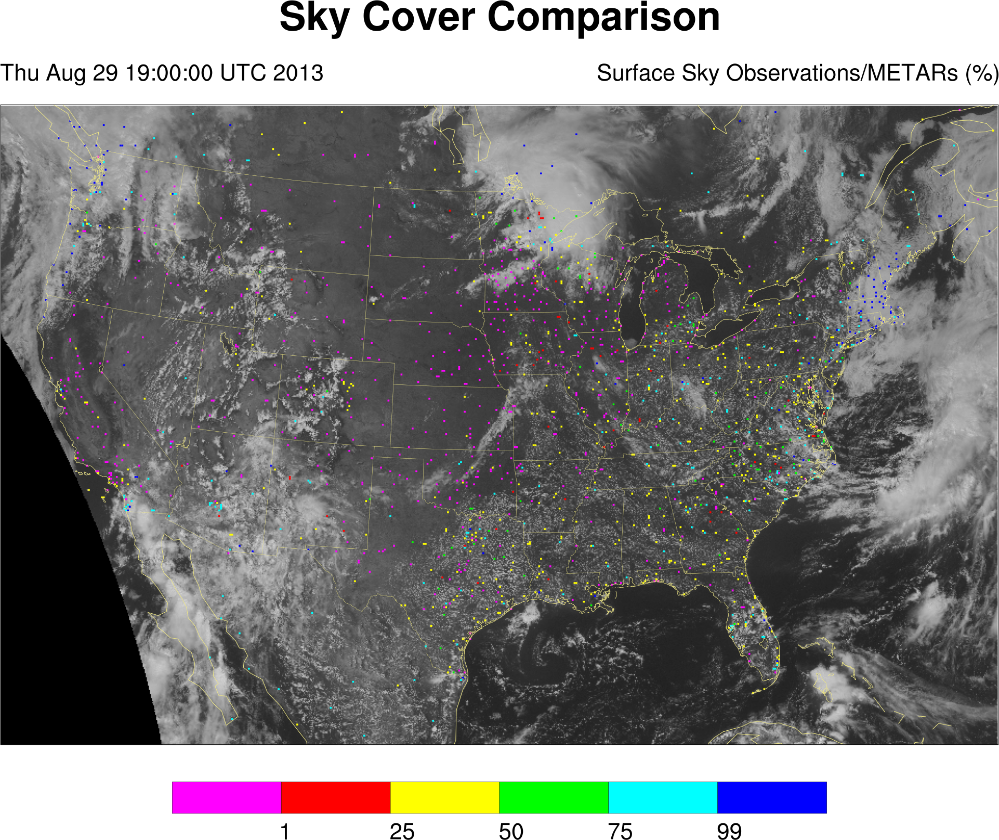 Sky Cover Comparison
Thu Aug 29 19:00:00 UTC 2013
Surface Sky Observations/METARs (%)
1 25 50 75 99